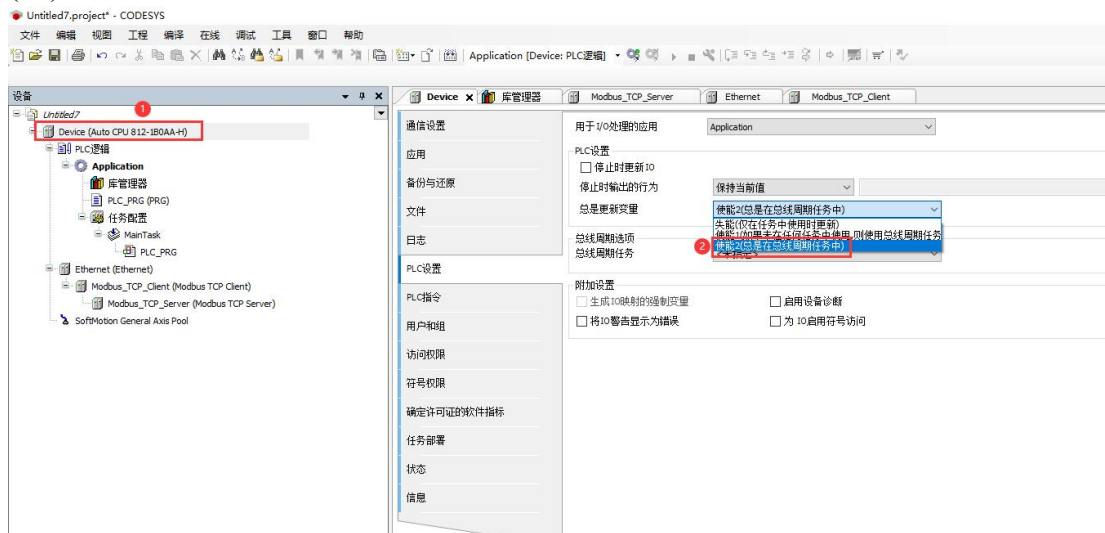 Untitled7.project* - CODESYS
文件 编辑 视图 工程 编译 在线 调试 工具 窗口 帮助
Application [Device: PLC逻辑]
设备
Device 库管理器 Modbus_TCP_Server Ethernet Modbus_TCP_Client
Untitled7
1
Device (Auto CPU 812-1B0AA-H)
PLC逻辑
Application
库管理器
PLC_PRG (PRG)
任务配置
MainTask
PLC_PRG
Ethernet (Ethernet)
Modbus_TCP_Client (Modbus TCP Client)
Modbus_TCP_Server (Modbus TCP Server)
SoftMotion General Axis Pool
通信设置
应用
备份与还原
文件
日志
PLC设置
PLC指令
用户和组
访问权限
符号权限
确定许可证的软件指标
任务部署
状态
信息
用于I/O处理的应用 Application
PLC设置
停止时更新IO
停止时输出的行为 保持当前值
总是更新变量 使能2(总是在总线周期任务中)
失能(仅在任务中使用时更新)
使能1(如果未在任何任务中使用,则使用总线周期任务
2 使能2(总是在总线周期任务中)
总线周期选项
总线周期任务
附加设置
生成IO映射的强制变量 启用设备诊断
将IO警告显示为错误 为 IO启用符号访问